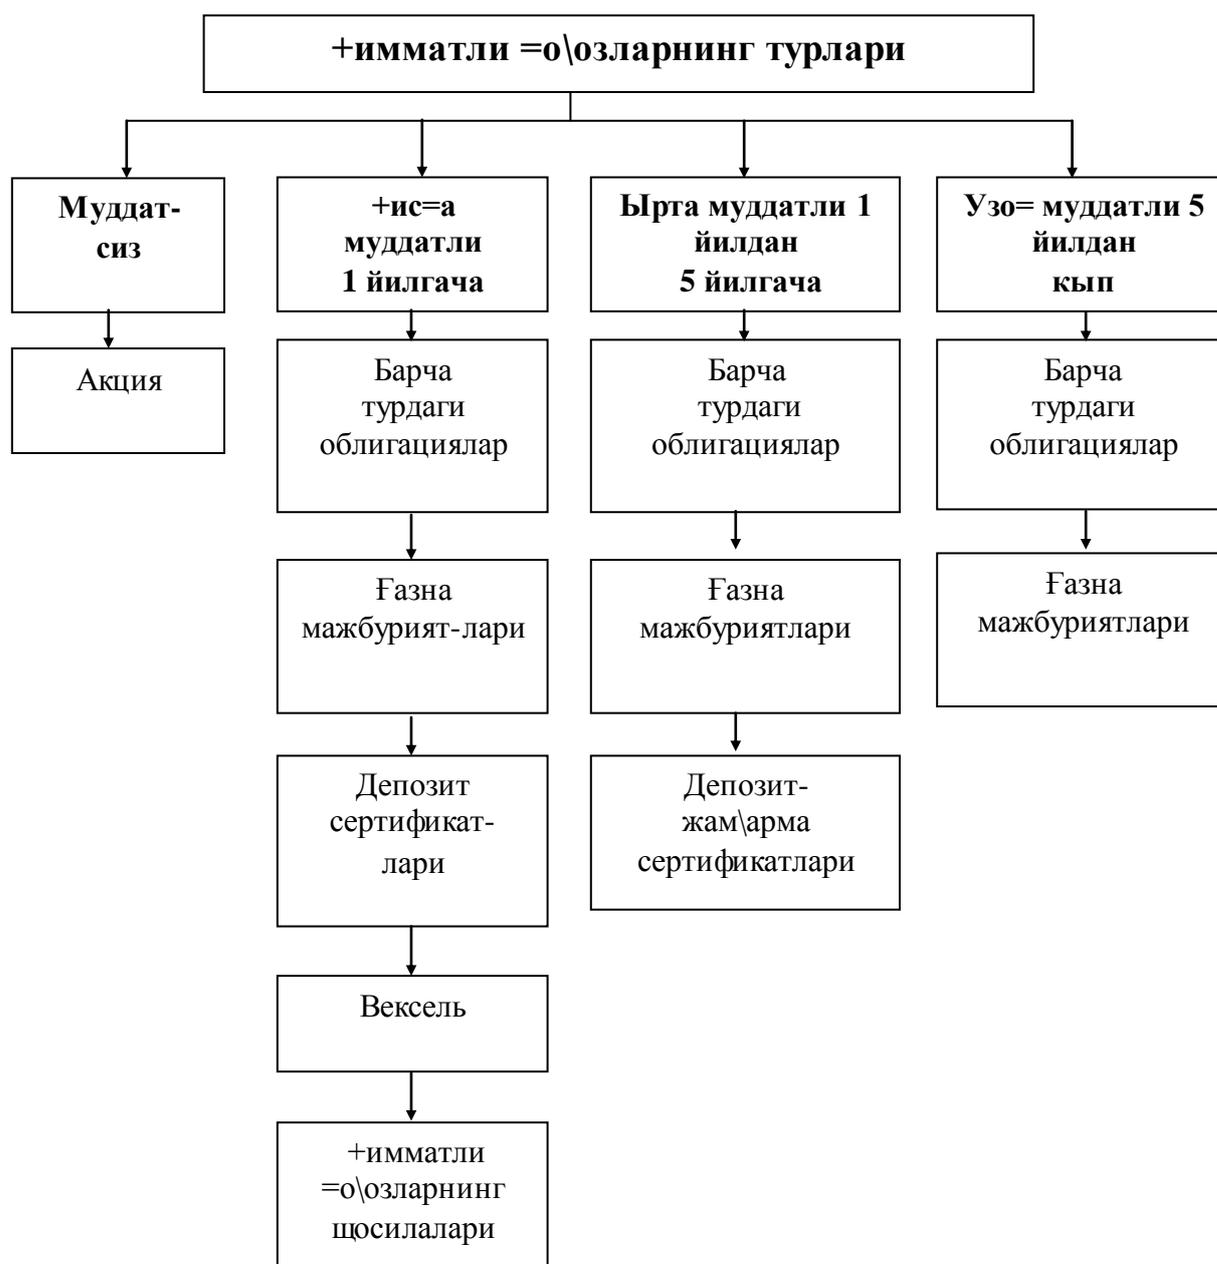 +имматли =о\озларнинг турлари
Муддат-
сиз
+ис=а
муддатли
1 йилгача
Ырта муддатли 1
йилдан
5 йилгача
Узо= муддатли 5
йилдан
кып
Акция
Барча
турдаги
облигациялар
Барча
турдаги
облигациялар
Барча
турдаги
облигациялар
Ғазна
мажбурият-лари
Ғазна
мажбуриятлари
Ғазна
мажбуриятлари
Депозит
сертификат-
лари
Депозит-
жам\арма
сертификатлари
Вексель
+имматли
=о\озларнинг
щосилалари